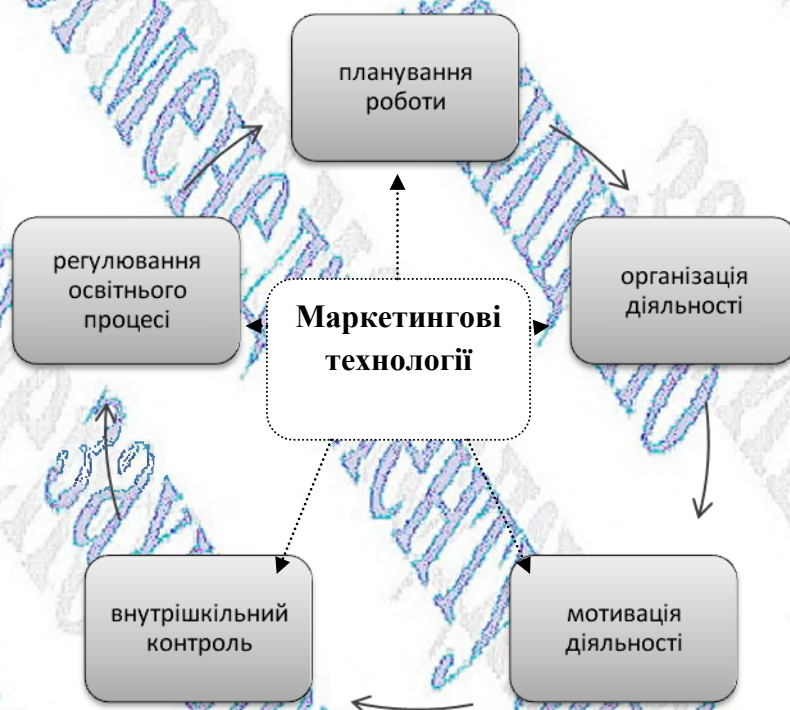 планування
роботи
регулювання
освітнього
процесі
організація
діяльності
Маркетингові
технології
внутрішкільний
контроль
мотивація
діяльності